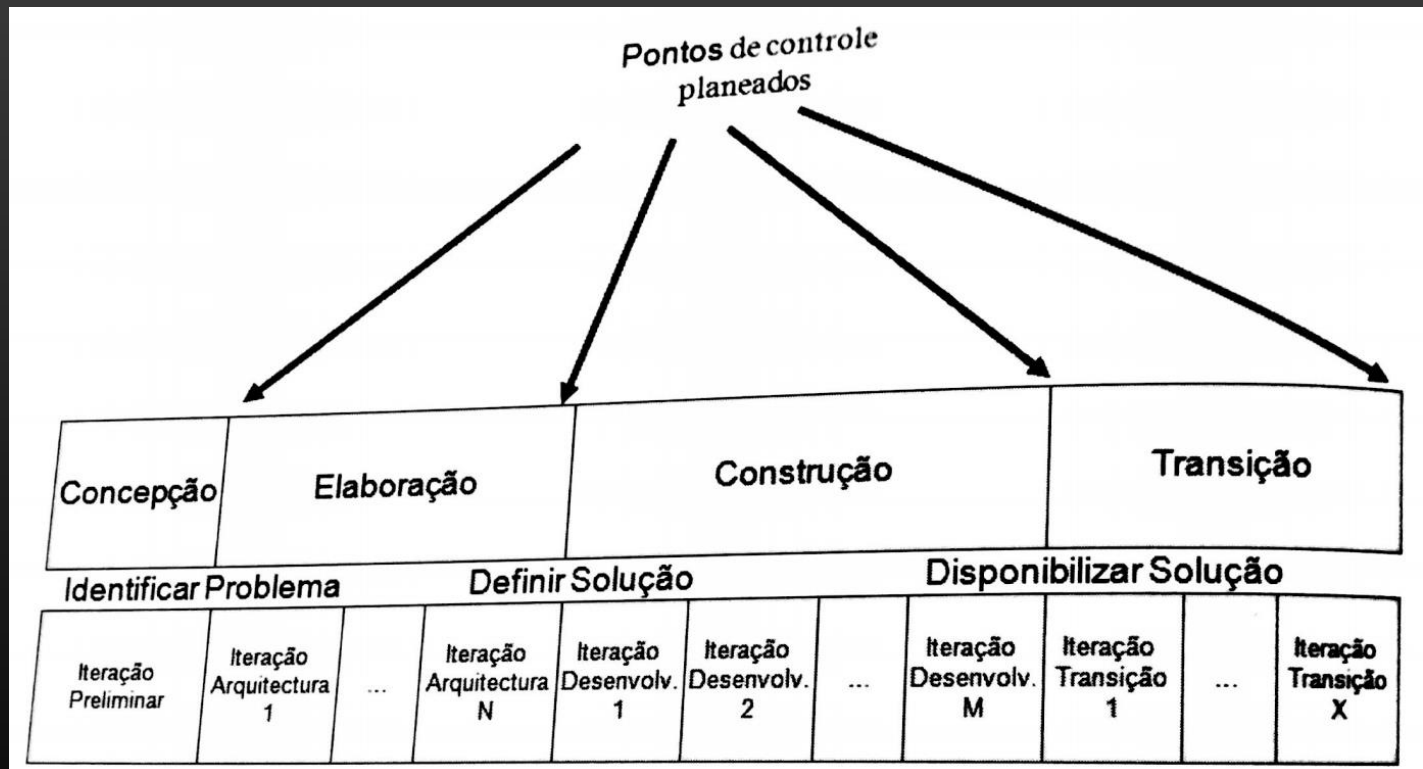 Pontos de controle
planeados
Concepção
Elaboração
Construção
Transição
Identificar Problema
Definir Solução
Disponibilizar Solução
Iteração
Preliminar
Iteração
Arquitectura
1
...
Iteração
Arquitectura
N
Iteração
Desenvolv.
1
Iteração
Desenvolv.
2
...
Iteração
Desenvolv.
M
Iteração
Transição
1
...
Iteração
Transição
X